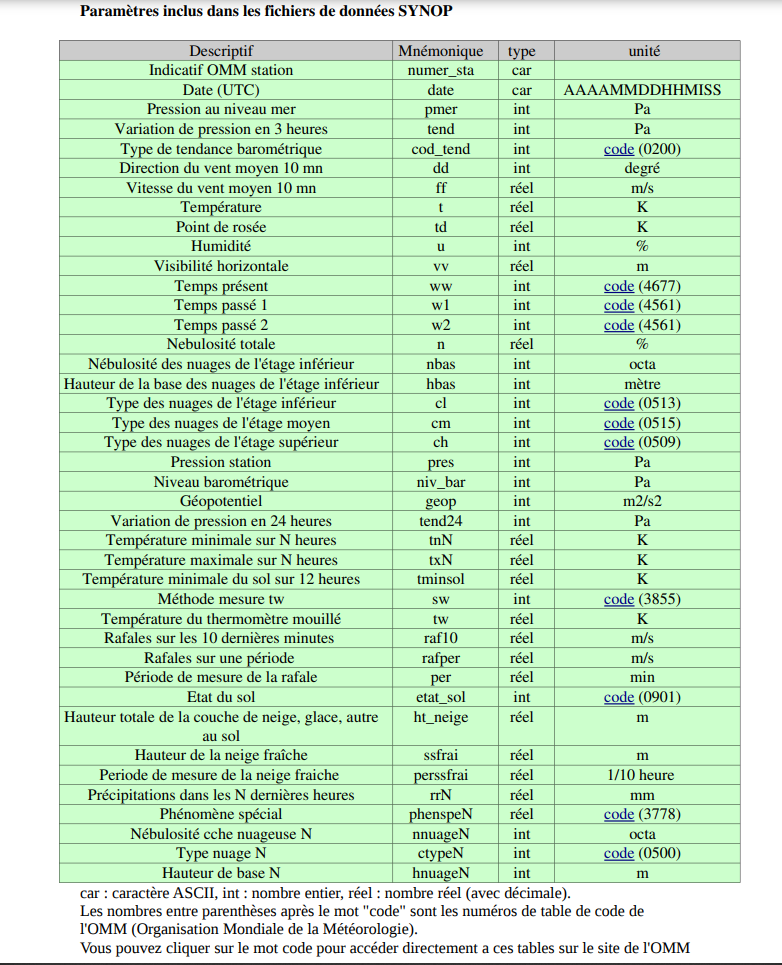 Paramètres inclus dans les fichiers de données SYNOP
Descriptif Mnémonique type unité
Indicatif OMM station numer_sta car
Date (UTC) date car AAAAMMDDHHMISS
Pression au niveau mer pmer int Pa
Variation de pression en 3 heures tend int Pa
Type de tendance barométrique cod_tend int code (0200)
Direction du vent moyen 10 mn dd int degré
Vitesse du vent moyen 10 mn ff réel m/s
Température t réel K
Point de rosée td réel K
Humidité u int %
Visibilité horizontale vv réel m
Temps présent ww int code (4677)
Temps passé 1 w1 int code (4561)
Temps passé 2 w2 int code (4561)
Nebulosité totale n réel %
Nébulosité des nuages de l'étage inférieur nbas int octa
Hauteur de la base des nuages de l'étage inférieur hbas int mètre
Type des nuages de l'étage inférieur cl int code (0513)
Type des nuages de l'étage moyen cm int code (0515)
Type des nuages de l'étage supérieur ch int code (0509)
Pression station pres int Pa
Niveau barométrique niv_bar int Pa
Géopotentiel geop int m2/s2
Variation de pression en 24 heures tend24 int Pa
Température minimale sur N heures tnN réel K
Température maximale sur N heures txN réel K
Température minimale du sol sur 12 heures tminsol réel K
Méthode mesure tw sw int code (3855)
Température du thermomètre mouillé tw réel K
Rafales sur les 10 dernières minutes raf10 réel m/s
Rafales sur une période rafper réel m/s
Période de mesure de la rafale per réel min
Etat du sol etat_sol int code (0901)
Hauteur totale de la couche de neige, glace, autre ht_neige réel m
au sol
Hauteur de la neige fraîche ssfrai réel m
Periode de mesure de la neige fraiche perssfrai réel 1/10 heure
Précipitations dans les N dernières heures rrN réel mm
Phénomène spécial phenspeN réel code (3778)
Nébulosité cche nuageuse N nnuageN int octa
Type nuage N ctypeN int code (0500)
Hauteur de base N hnuageN int m
car : caractère ASCII, int : nombre entier, réel : nombre réel (avec décimale).
Les nombres entre parenthèses après le mot "code" sont les numéros de table de code de
l'OMM (Organisation Mondiale de la Météorologie).
Vous pouvez cliquer sur le mot code pour accéder directement a ces tables sur le site de l'OMM